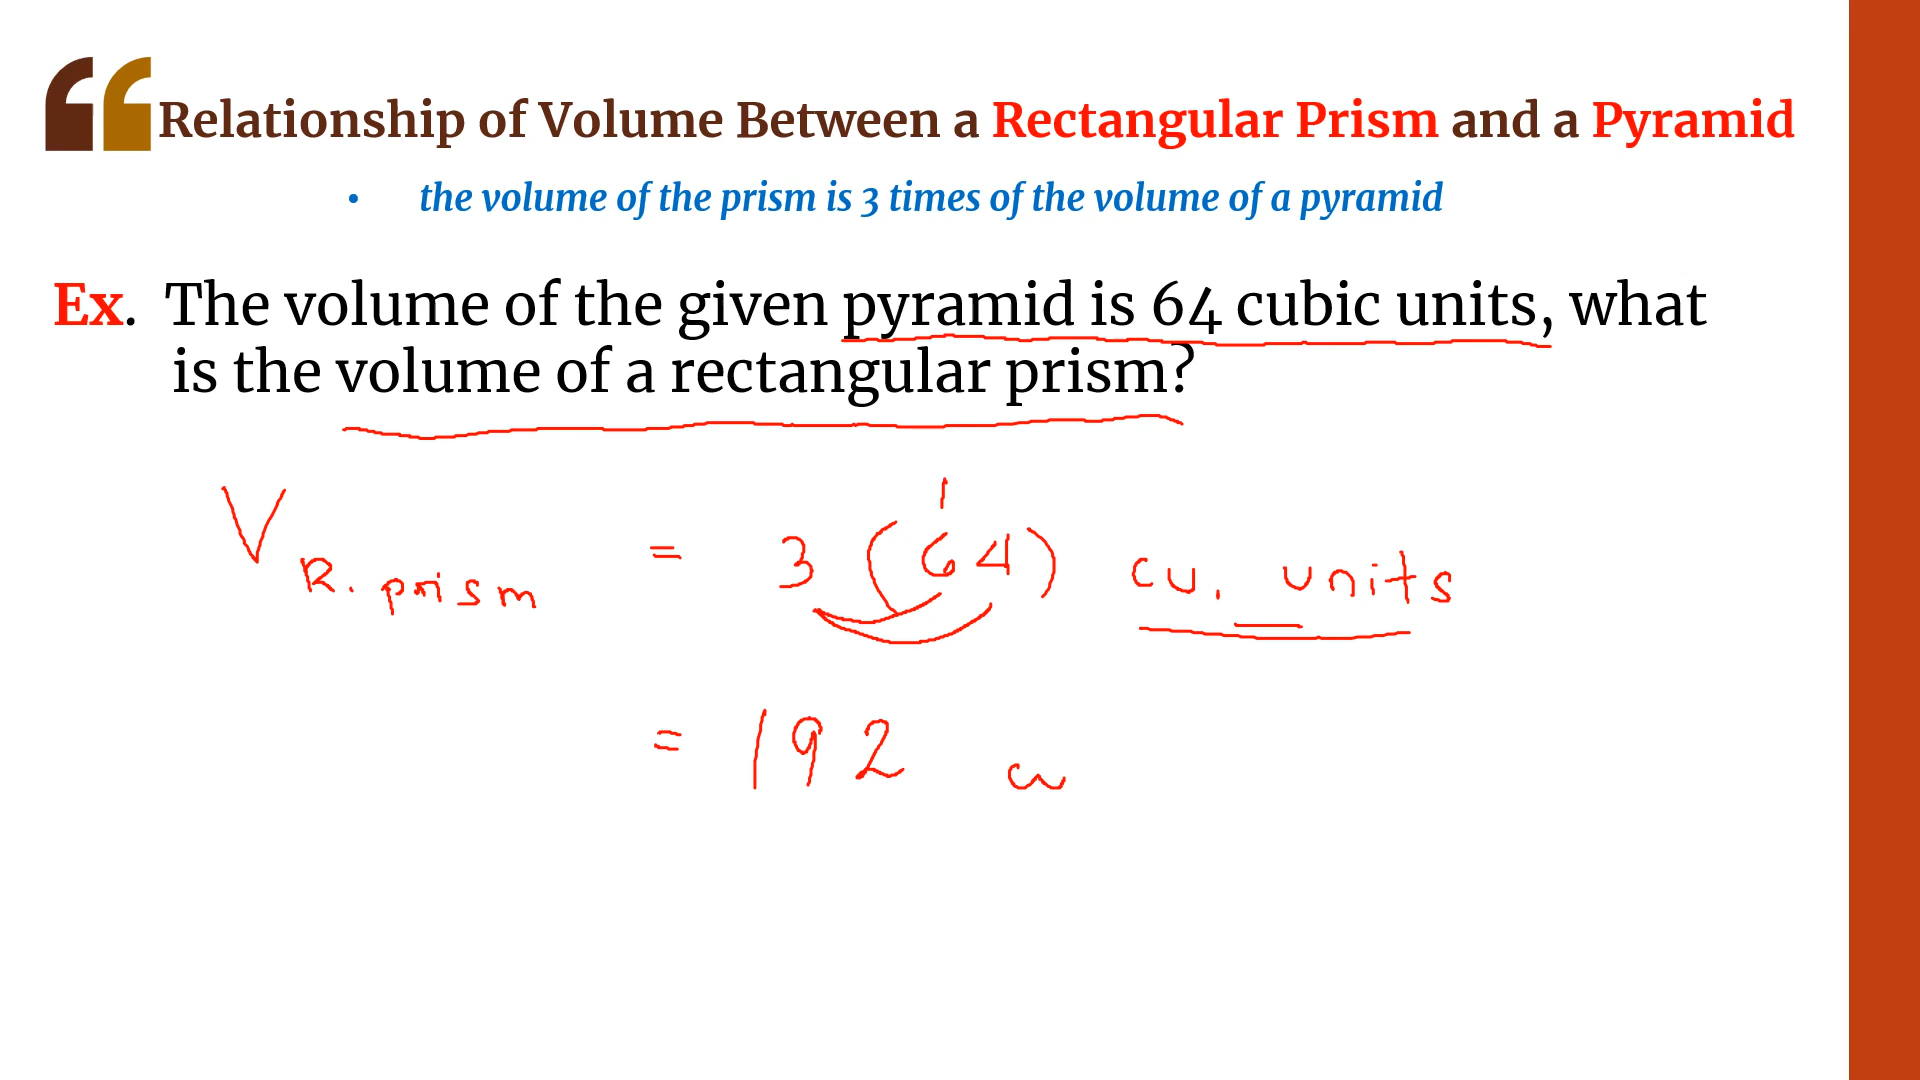 Relationship of Volume Between a Rectangular Prism and a Pyramid
• the volume of the prism is 3 times of the volume of a pyramid
Ex. The volume of the given pyramid is 64 cubic units, what
is the volume of a rectangular prism?
1
V R. prism = 3 (64) cu. units
= 192 cu